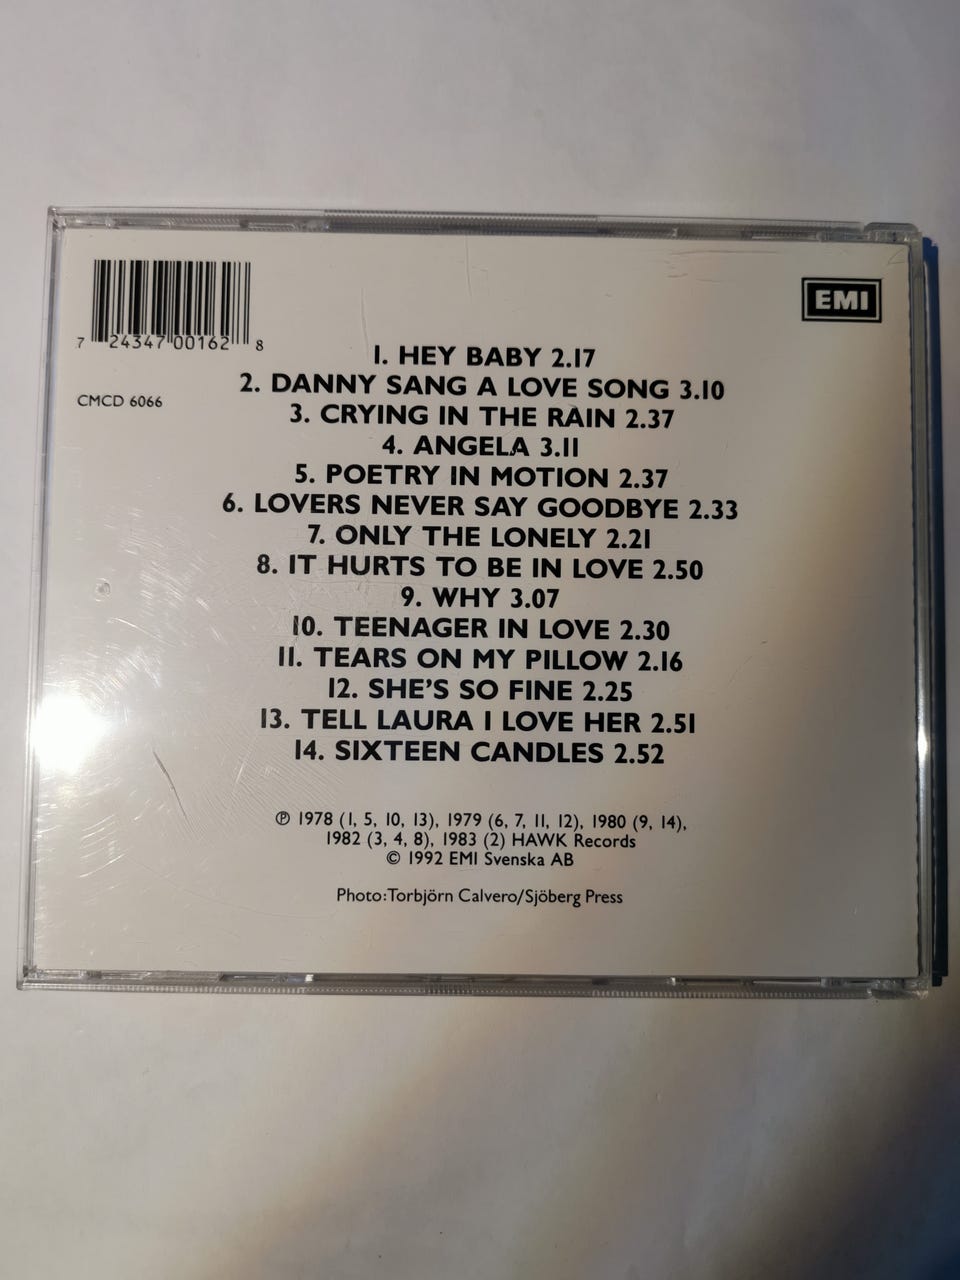 7 24347 00162 8
EMI
CMCD 6066
1. HEY BABY 2.17
2. DANNY SANG A LOVE SONG 3.10
3. CRYING IN THE RAIN 2.37
4. ANGELA 3.11
5. POETRY IN MOTION 2.37
6. LOVERS NEVER SAY GOODBYE 2.33
7. ONLY THE LONELY 2.21
8. IT HURTS TO BE IN LOVE 2.50
9. WHY 3.07
10. TEENAGER IN LOVE 2.30
11. TEARS ON MY PILLOW 2.16
12. SHE'S SO FINE 2.25
13. TELL LAURA I LOVE HER 2.51
14. SIXTEEN CANDLES 2.52
℗ 1978 (1, 5, 10, 13), 1979 (6, 7, 11, 12), 1980 (9, 14),
1982 (3, 4, 8), 1983 (2) HAWK Records
© 1992 EMI Svenska AB
Photo:Torbjörn Calvero/Sjöberg Press